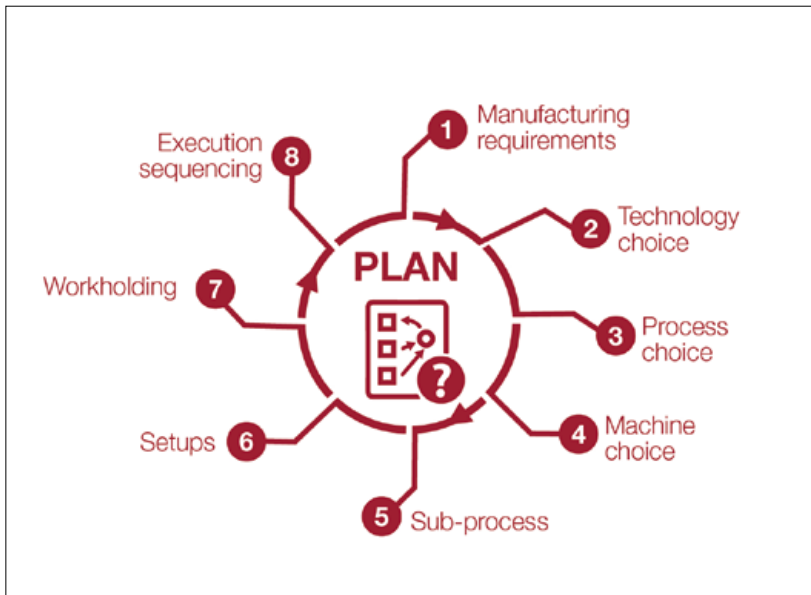 1
Manufacturing
requirements
2
Technology
choice
3
Process
choice
4
Machine
choice
5
Sub-process
6
Setups
7
Workholding
8
Execution
sequencing
PLAN
?